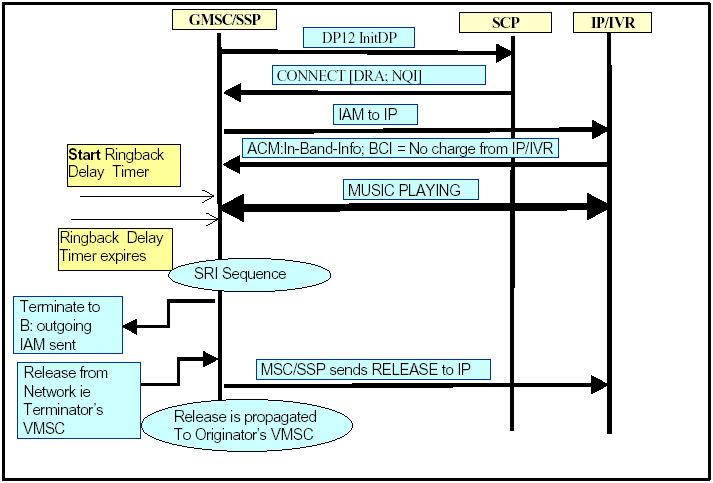 GMSC/SSP
SCP
IP/IVR
DP12 InitDP
CONNECT [DRA; NQI]
IAM to IP
ACM:In-Band-Info; BCI = No charge from IP/IVR
Start Ringback
Delay Timer
MUSIC PLAYING
Ringback Delay
Timer expires
SRI Sequence
Terminate to
B: outgoing
IAM sent
Release from
Network ie
Terminator's
VMSC
MSC/SSP sends RELEASE to IP
Release is propagated
To Originator's VMSC